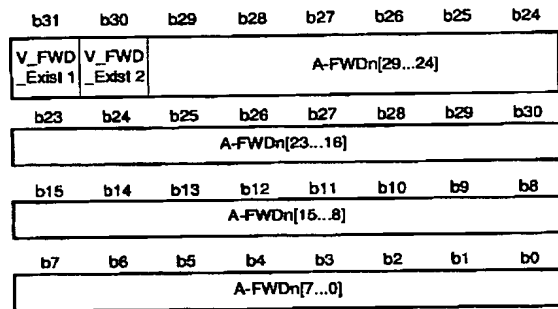 b31 b30 b29 b28 b27 b26 b25 b24
V_FWD V_FWD
_Exist 1 _Exist 2 A-FWDn[29...24]
b23 b24 b25 b26 b27 b28 b29 b30
A-FWDn[23...16]
b15 b14 b13 b12 b11 b10 b9 b8
A-FWDn[15...8]
b7 b6 b5 b4 b3 b2 b1 b0
A-FWDn[7...0]